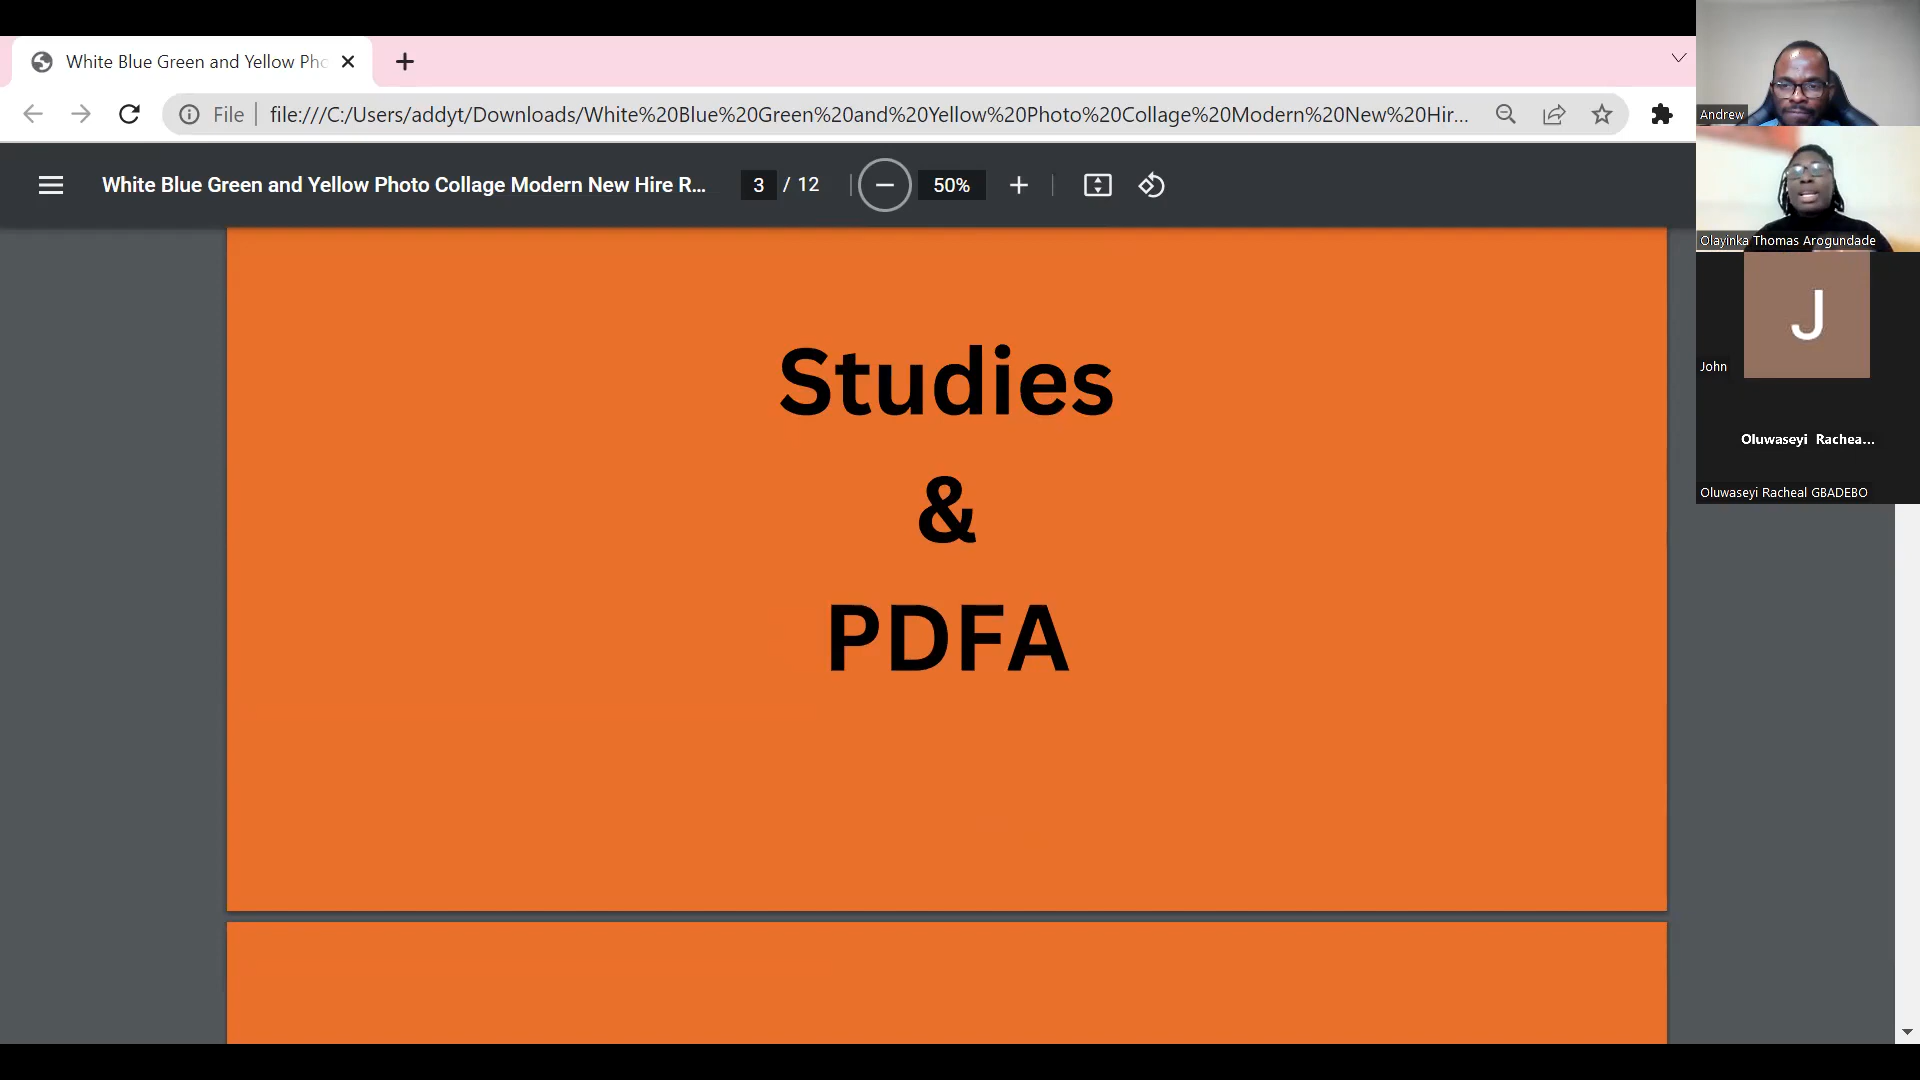 White Blue Green and Yellow Pho
File
file:///C:/Users/addyt/Downloads/White%20Blue%20Green%20and%20Yellow%20Photo%20Collage%20Modern%20New%20Hir...
White Blue Green and Yellow Photo Collage Modern New Hire R...
3 / 12
50%
Studies
&
PDFA
Andrew
Olayinka Thomas Arogundade
J
John
Oluwaseyi Rachea...
Oluwaseyi Racheal GBADEBO